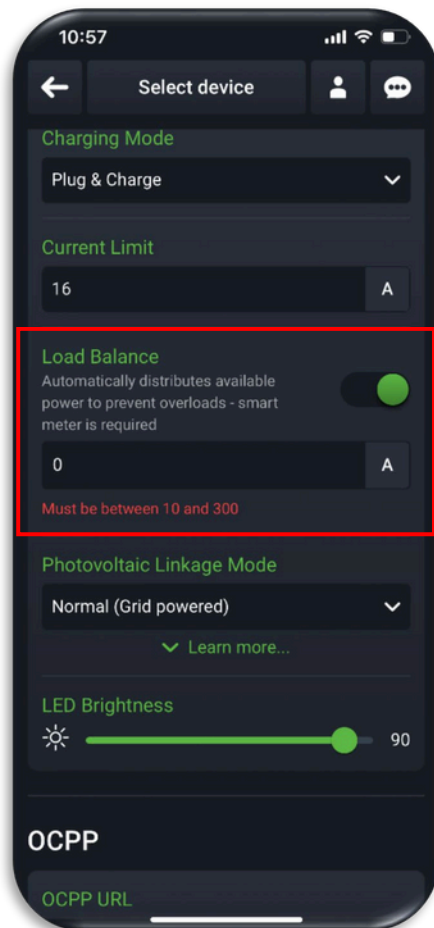 10:57
Select device
Charging Mode
Plug & Charge
Current Limit
16 A
Load Balance
Automatically distributes available
power to prevent overloads - smart
meter is required
0 A
Must be between 10 and 300
Photovoltaic Linkage Mode
Normal (Grid powered)
Learn more...
LED Brightness
90
OCPP
OCPP URL